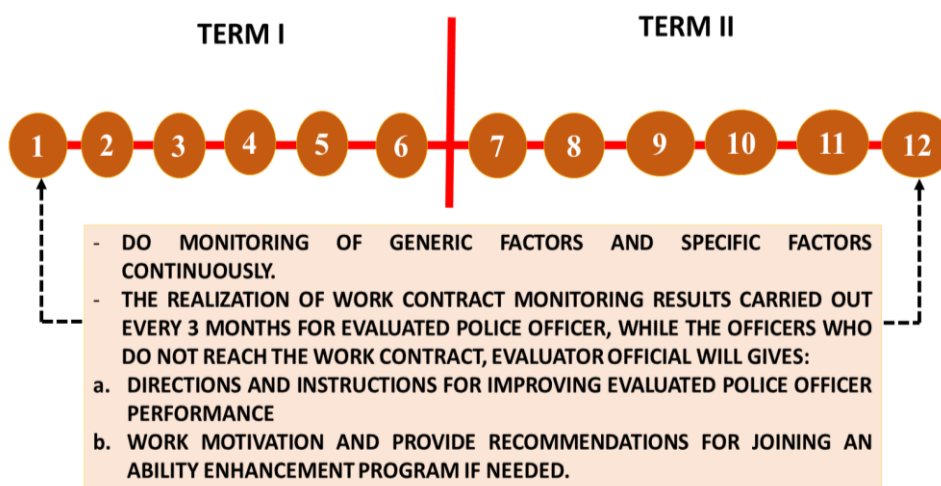 TERM I
TERM II
1 2 3 4 5 6 7 8 9 10 11 12
- DO MONITORING OF GENERIC FACTORS AND SPECIFIC FACTORS
CONTINUOUSLY.
- THE REALIZATION OF WORK CONTRACT MONITORING RESULTS CARRIED OUT
EVERY 3 MONTHS FOR EVALUATED POLICE OFFICER, WHILE THE OFFICERS WHO
DO NOT REACH THE WORK CONTRACT, EVALUATOR OFFICIAL WILL GIVES:
a. DIRECTIONS AND INSTRUCTIONS FOR IMPROVING EVALUATED POLICE OFFICER
PERFORMANCE
b. WORK MOTIVATION AND PROVIDE RECOMMENDATIONS FOR JOINING AN
ABILITY ENHANCEMENT PROGRAM IF NEEDED.